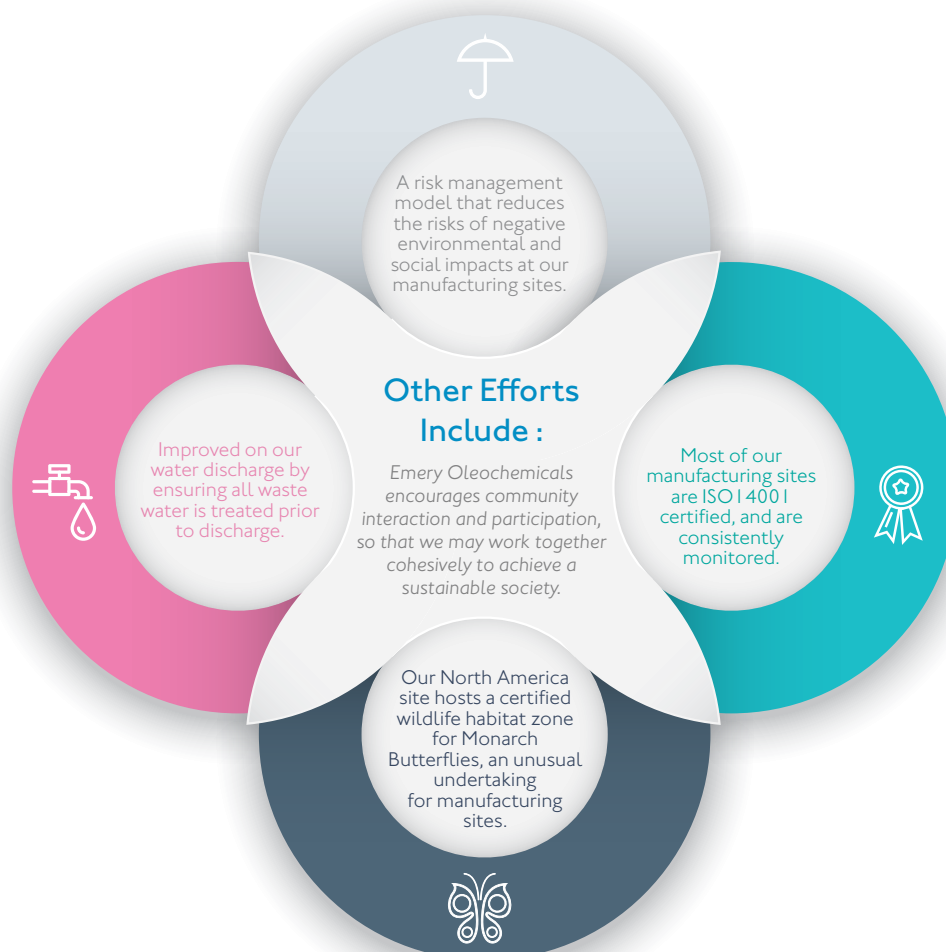 A risk management
model that reduces
the risks of negative
environmental and
social impacts at our
manufacturing sites.
Other Efforts
Include :
Emery Oleochemicals
encourages community
interaction and participation,
so that we may work together
cohesively to achieve a
sustainable society.
Improved on our
water discharge by
ensuring all waste
water is treated prior
to discharge.
Most of our
manufacturing sites
are ISO14001
certified, and are
consistently
monitored.
Our North America
site hosts a certified
wildlife habitat zone
for Monarch
Butterflies, an unusual
undertaking
for manufacturing
sites.